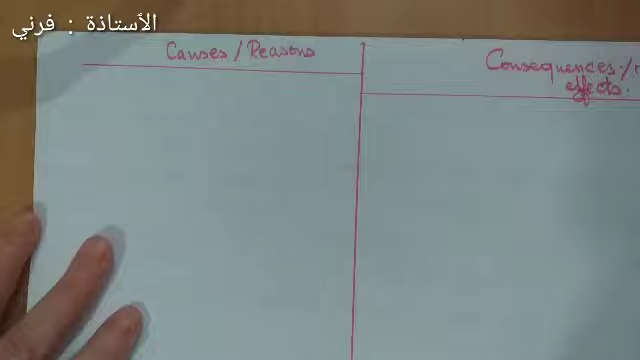 الأستاذة : فرني
Causes / Reasons
Consequences /
effects.